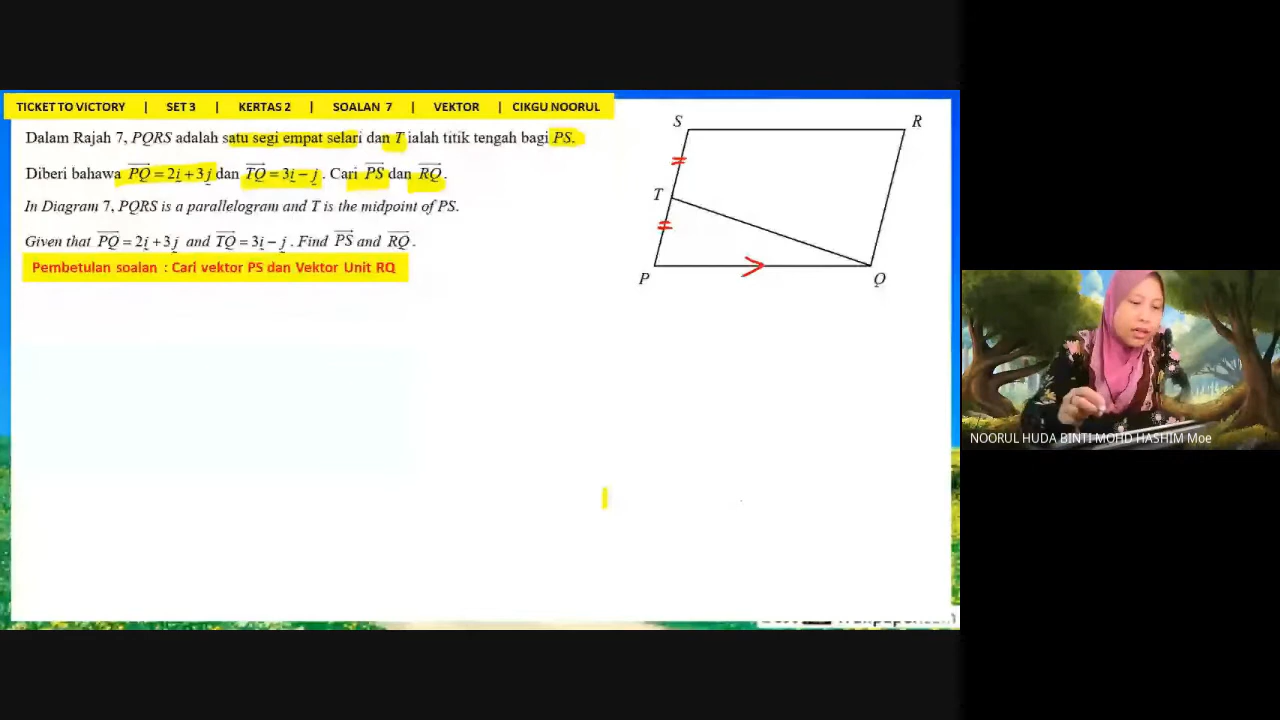 TICKET TO VICTORY | SET 3 | KERTAS 2 | SOALAN 7 | VEKTOR | CIKGU NOORUL
Dalam Rajah 7, PQRS adalah satu segi empat selari dan T ialah titik tengah bagi PS.
Diberi bahawa PQ = 2i + 3j dan TQ = 3i − j . Cari PS dan RQ .
In Diagram 7, PQRS is a parallelogram and T is the midpoint of PS.
Given that PQ = 2i + 3j and TQ = 3i − j . Find PS and RQ .
Pembetulan soalan : Cari vektor PS dan Vektor Unit RQ
S
R
T
P
Q
NOORUL HUDA BINTI MOHD HASHIM Moe